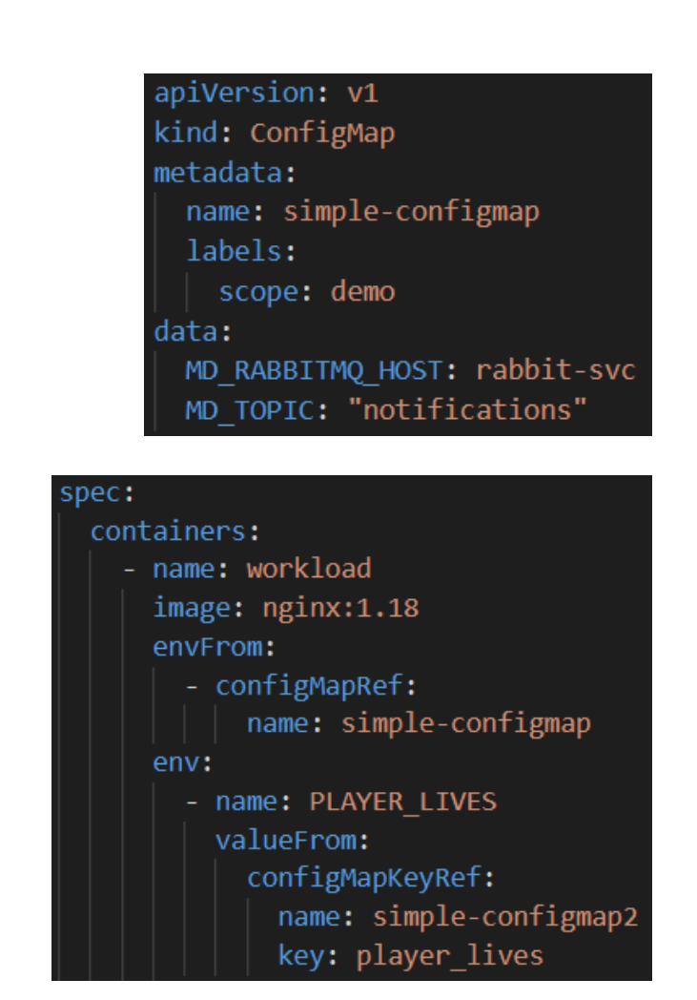 apiVersion: v1
kind: ConfigMap
metadata:
  name: simple-configmap
  labels:
    scope: demo
data:
  MD_RABBITMQ_HOST: rabbit-svc
  MD_TOPIC: "notifications"
spec:
  containers:
    - name: workload
      image: nginx:1.18
      envFrom:
        - configMapRef:
            name: simple-configmap
      env:
        - name: PLAYER_LIVES
          valueFrom:
            configMapKeyRef:
              name: simple-configmap2
              key: player_lives